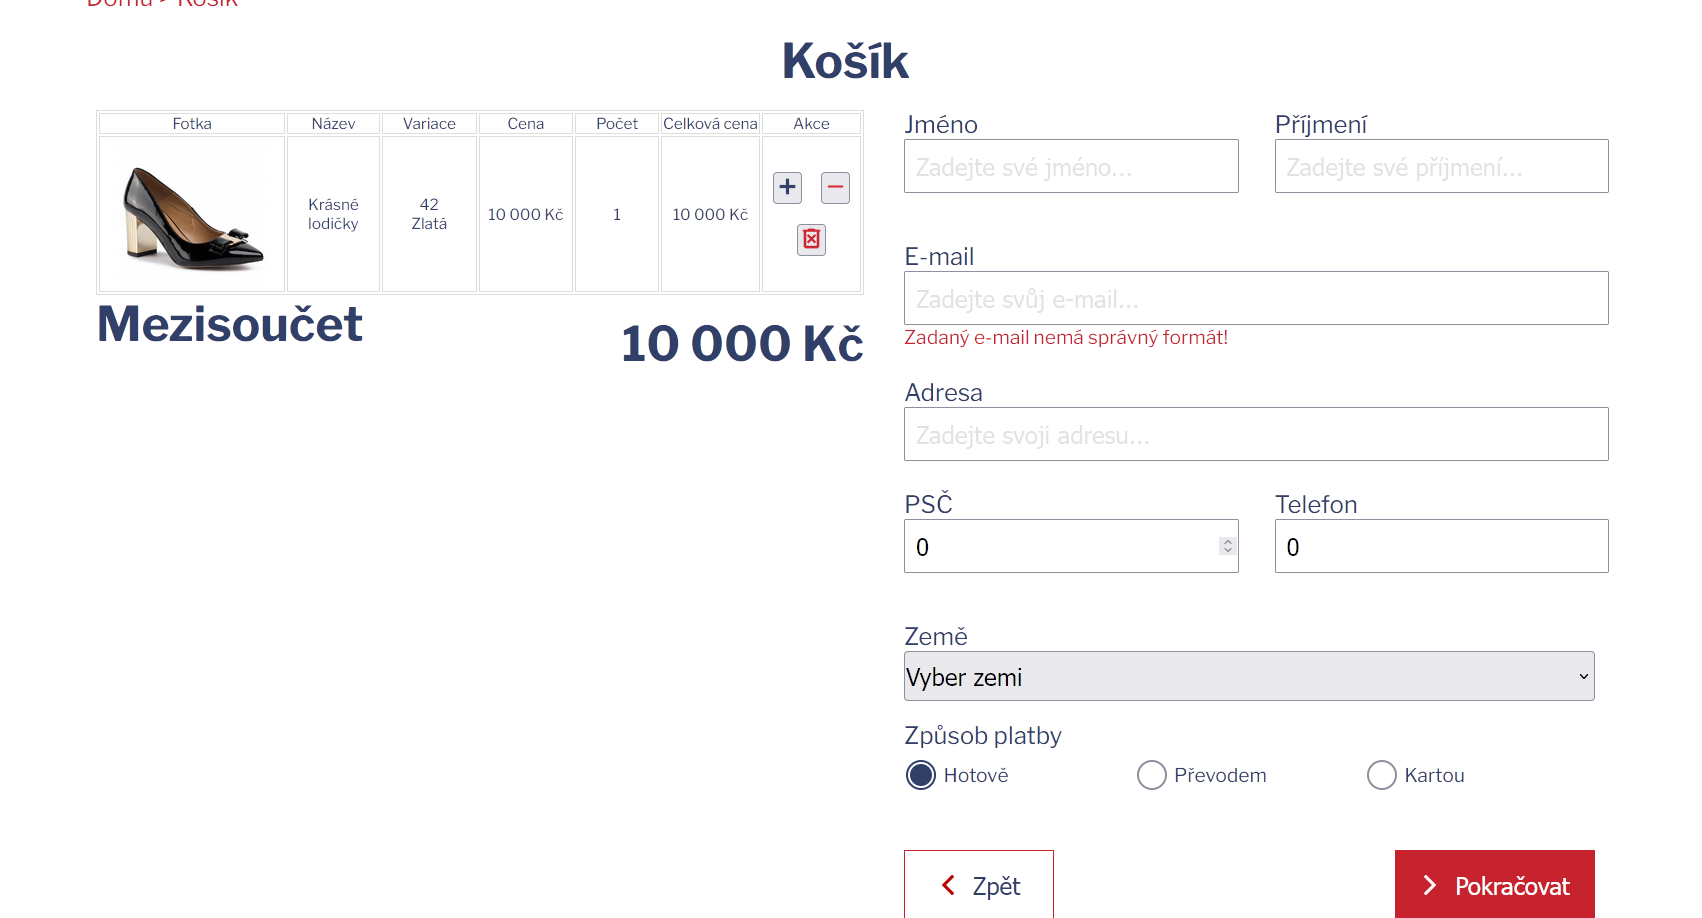 Domů > Košík
Košík
Fotka Název Variace Cena Počet Celková cena Akce
Krásné lodičky 42 Zlatá 10 000 Kč 1 10 000 Kč
Mezisoučet 10 000 Kč
Jméno Příjmení
Zadejte své jméno... Zadejte své příjmení...
E-mail
Zadejte svůj e-mail...
Zadaný e-mail nemá správný formát!
Adresa
Zadejte svoji adresu...
PSČ Telefon
0 0
Země
Vyber zemi
Způsob platby
Hotově Převodem Kartou
Zpět Pokračovat